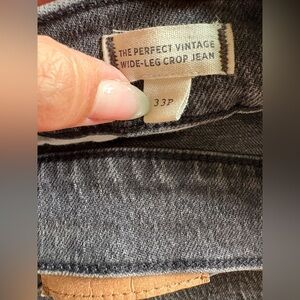 THE PERFECT VINTAGE
WIDE-LEG CROP JEAN
33P